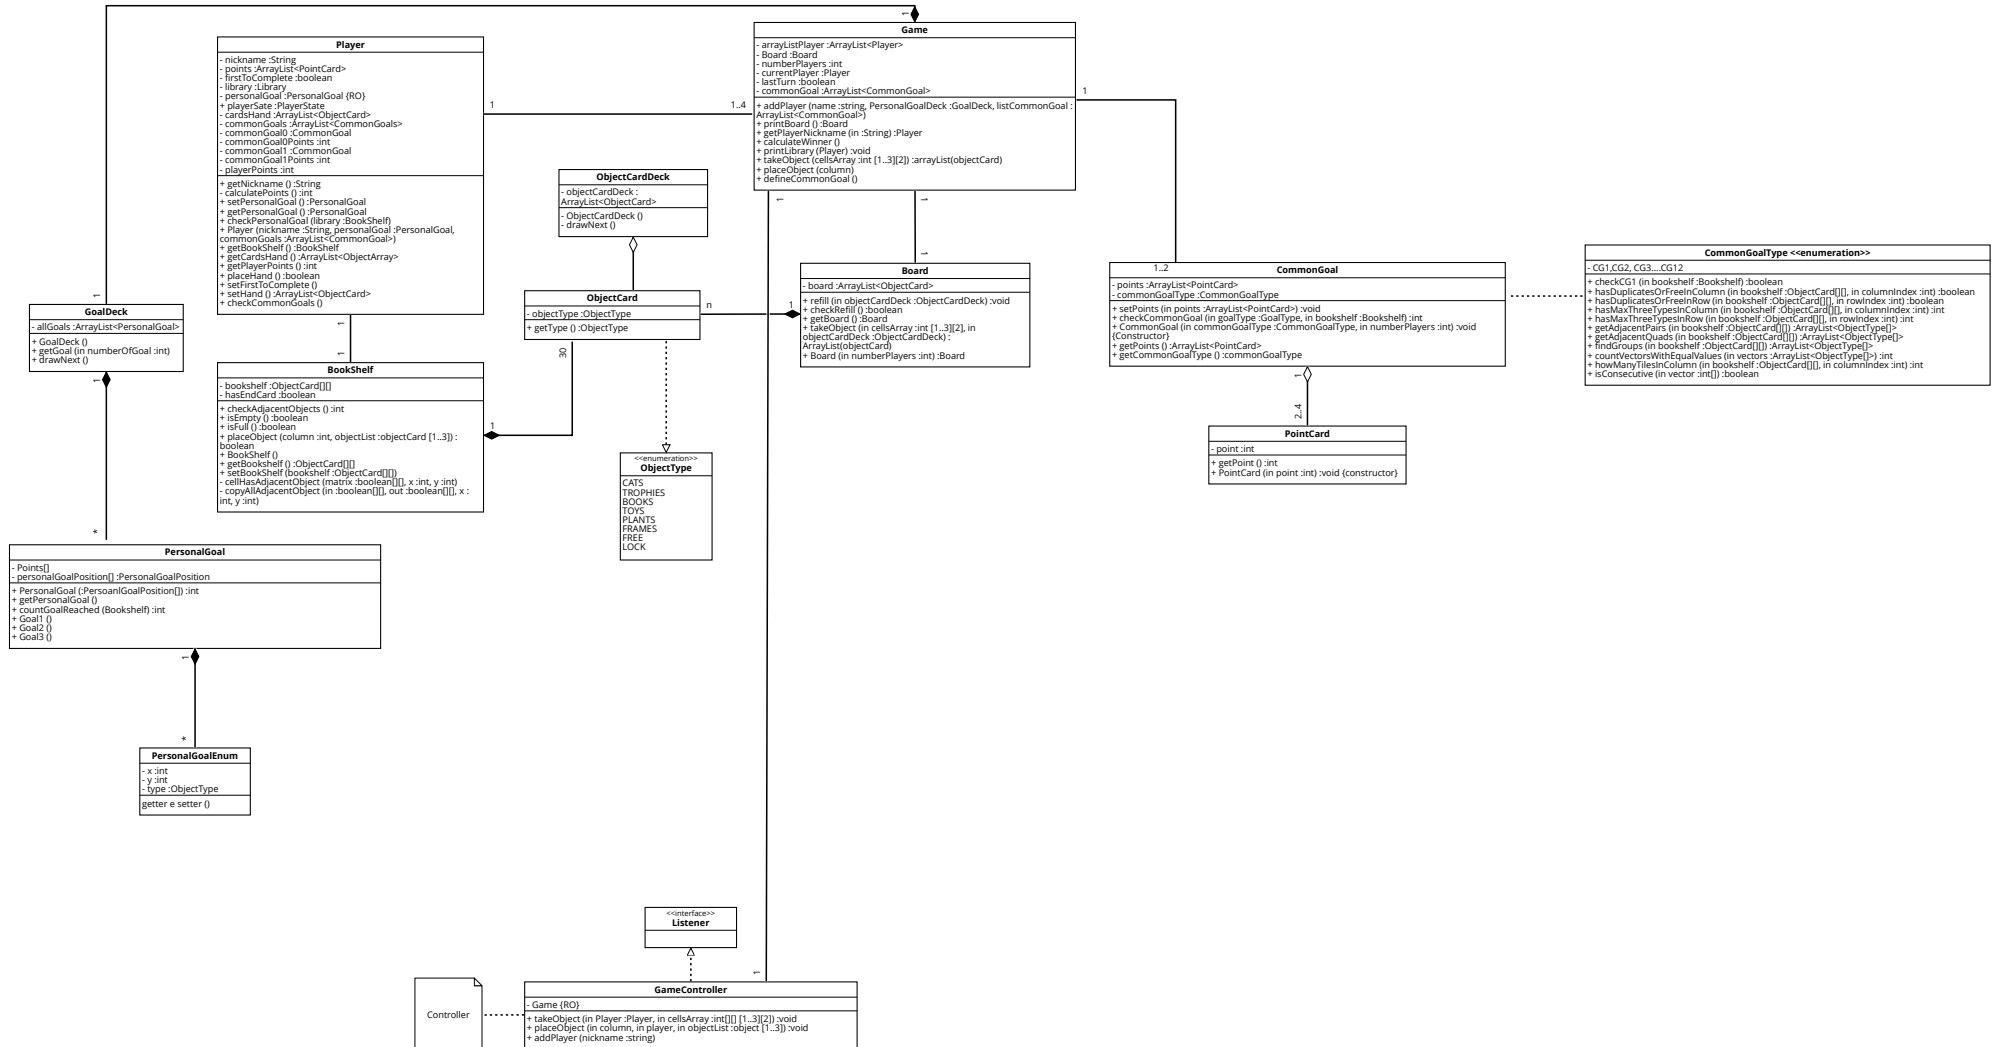 1
Game
- arrayListPlayer :ArrayList<Player>
- Board :Board
- numberPlayers :int
- currentPlayer :Player
- lastTurn :boolean
- commonGoal :ArrayList<CommonGoal>
+ addPlayer (name :string, PersonalGoalDeck :GoalDeck, listCommonGoal :
ArrayList<CommonGoal>)
+ printBoard () :Board
+ getPlayerNickname (in :String) :Player
+ calculateWinner ()
+ printLibrary (Player) :void
+ takeObject (cellsArray :int [1..3][2]) :arrayList(objectCard)
+ placeObject (column)
+ defineCommonGoal ()
Player
- nickname :String
- points :ArrayList<PointCard>
- firstToComplete :boolean
- library :Library
- personalGoal :PersonalGoal {RO}
+ playerSate :PlayerState
- cardsHand :ArrayList<ObjectCard>
- commonGoals :ArrayList<CommonGoals>
- commonGoal0 :CommonGoal
- commonGoal0Points :int
- commonGoal1 :CommonGoal
- commonGoal1Points :int
- playerPoints :int
+ getNickname () :String
- calculatePoints () :int
+ setPersonalGoal () :PersonalGoal
+ getPersonalGoal () :PersonalGoal
+ checkPersonalGoal (library :BookShelf)
+ Player (nickname :String, personalGoal :PersonalGoal,
commonGoals :ArrayList<CommonGoal>)
+ getBookShelf () :BookShelf
+ getCardsHand () :ArrayList<ObjectArray>
+ getPlayerPoints () :int
+ placeHand () :boolean
+ setFirstToComplete ()
+ setHand () :ArrayList<ObjectCard>
+ checkCommonGoals ()
1
1..4
1
ObjectCardDeck
- objectCardDeck :
ArrayList<ObjectCard>
- ObjectCardDeck ()
- drawNext ()
1
1
1
Board
- board :ArrayList<ObjectCard>
+ refill (in objectCardDeck :ObjectCardDeck) :void
+ checkRefill () :boolean
+ getBoard () :Board
+ takeObject (in cellsArray :int [1..3][2], in
objectCardDeck :ObjectCardDeck) :
ArrayList(objectCard)
+ Board (in numberPlayers :int) :Board
1..2
CommonGoal
- points :ArrayList<PointCard>
- commonGoalType :CommonGoalType
+ setPoints (in points :ArrayList<PointCard>) :void
+ checkCommonGoal (in goalType :GoalType, in bookshelf :Bookshelf) :int
+ CommonGoal (in commonGoalType :CommonGoalType, in numberPlayers :int) :void
{Constructor}
+ getPoints () :ArrayList<PointCard>
+ getCommonGoalType () :commonGoalType
CommonGoalType <<enumeration>>
- CG1,CG2, CG3....CG12
+ checkCG1 (in bookshelf :Bookshelf) :boolean
+ hasDuplicatesOrFreeInColumn (in bookshelf :ObjectCard[][], in columnIndex :int) :boolean
+ hasDuplicatesOrFreeInRow (in bookshelf :ObjectCard[][], in rowIndex :int) :boolean
+ hasMaxThreeTypesInColumn (in bookshelf :ObjectCard[][], in columnIndex :int) :int
+ hasMaxThreeTypesInRow (in bookshelf :ObjectCard[][], in rowIndex :int) :int
+ getAdjacentPairs (in bookshelf :ObjectCard[][]) :ArrayList<ObjectType[]>
+ getAdjacentQuads (in bookshelf :ObjectCard[][]) :ArrayList<ObjectType[]>
+ findGroups (in bookshelf :ObjectCard[][]) :ArrayList<ObjectType[]>
+ countVectorsWithEqualValues (in vectors :ArrayList<ObjectType[]>) :int
+ howManyTilesInColumn (in bookshelf :ObjectCard[][], in columnIndex :int) :int
+ isConsecutive (in vector :int[]) :boolean
1
GoalDeck
- allGoals :ArrayList<PersonalGoal>
+ GoalDeck ()
+ getGoal (in numberOfGoal :int)
+ drawNext ()
1
*
ObjectCard
- objectType :ObjectType
+ getType () :ObjectType
n
1
30
1
1
BookShelf
- bookshelf :ObjectCard[][]
- hasEndCard :boolean
+ checkAdjacentObjects () :int
+ isEmpty () :boolean
+ isFull () :boolean
+ placeObject (column :int, objectList :objectCard [1..3]) :
boolean
+ BookShelf ()
+ getBookshelf () :ObjectCard[][]
+ setBookShelf (bookshelf :ObjectCard[][])
- cellHasAdjacentObject (matrix :boolean[][], x :int, y :int)
- copyAllAdjacentObject (in :boolean[][], out :boolean[][], x :
int, y :int)
1
<<enumeration>>
ObjectType
CATS
TROPHIES
BOOKS
TOYS
PLANTS
FRAMES
FREE
LOCK
1
2..4
PointCard
- point :int
+ getPoint () :int
+ PointCard (in point :int) :void {constructor}
PersonalGoal
- Points[]
- personalGoalPosition[] :PersonalGoalPosition
+ PersonalGoal (:PersoanlGoalPosition[]) :int
+ getPersonalGoal ()
+ countGoalReached (Bookshelf) :int
+ Goal1 ()
+ Goal2 ()
+ Goal3 ()
1
*
PersonalGoalEnum
- x :int
- y :int
- type :ObjectType
getter e setter ()
<<interface>>
Listener
1
Controller
GameController
- Game {RO}
+ takeObject (in Player :Player, in cellsArray :int[][] [1..3][2]) :void
+ placeObject (in column, in player, in objectList :object [1..3]) :void
+ addPlayer (nickname :string)